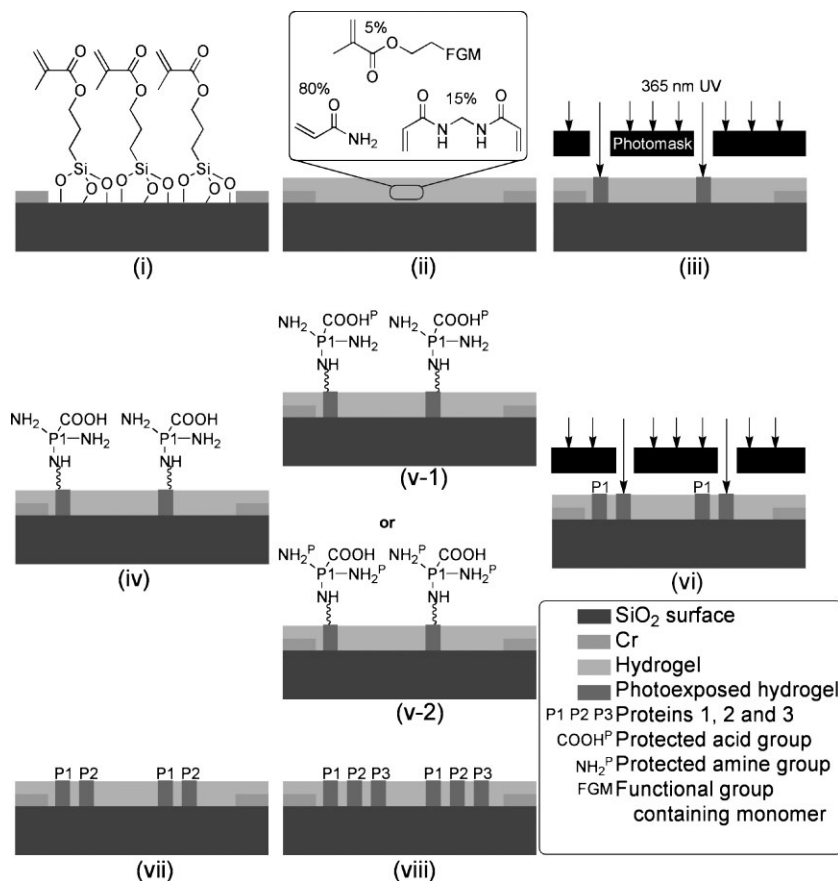 O O O
O O O
Si Si Si
O O O O O O O
O O
(i)
5%
O FGM
O
80%
O
NH2
15%
O O
N N
H H
(ii)
365 nm UV
Photomask
(iii)
NH2 COOH NH2 COOH
P1 NH2 P1 NH2
NH NH
(iv)
NH2 COOHP NH2 COOHP
P1 NH2 P1 NH2
NH NH
(v-1)
or
NH2P COOH NH2P COOH
P1 NH2P P1 NH2P
NH NH
(v-2)
P1 P1
(vi)
P1 P2 P1 P2
(vii)
P1 P2 P3 P1 P2 P3
(viii)
SiO2 surface
Cr
Hydrogel
Photoexposed hydrogel
P1 P2 P3 Proteins 1, 2 and 3
COOHP Protected acid group
NH2P Protected amine group
FGM Functional group
containing monomer